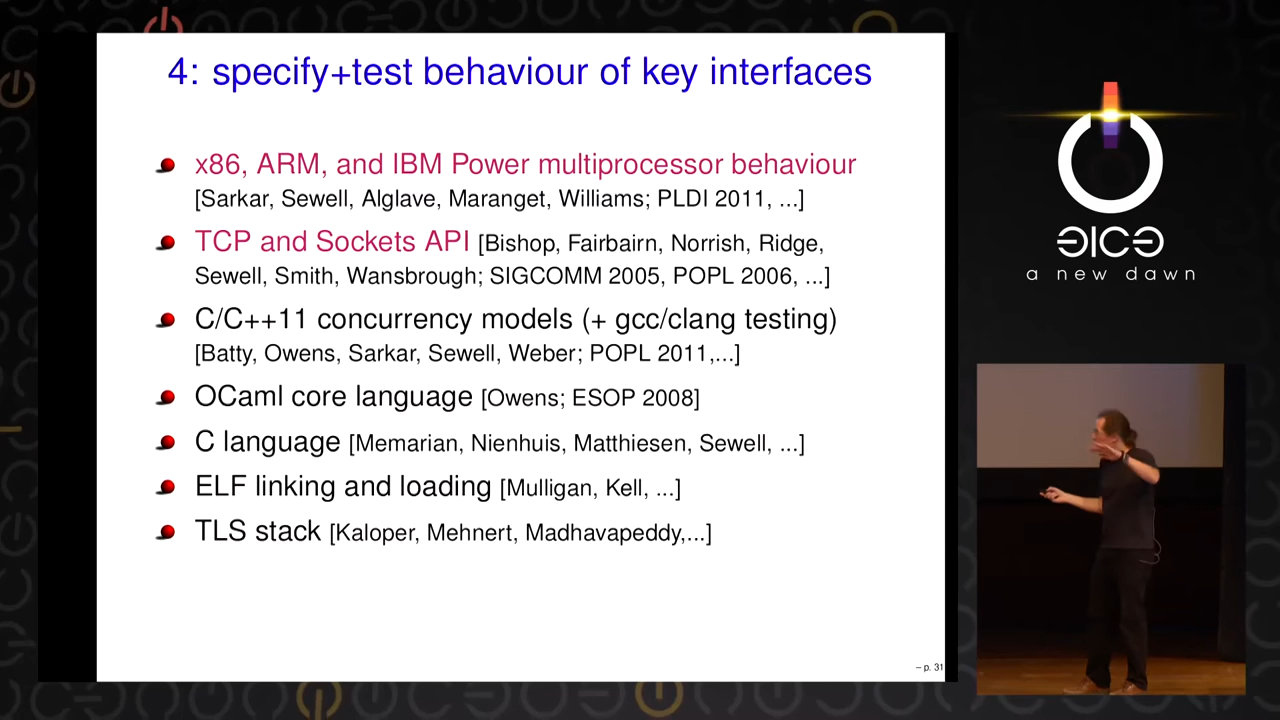 4: specify+test behaviour of key interfaces
x86, ARM, and IBM Power multiprocessor behaviour
[Sarkar, Sewell, Alglave, Maranget, Williams; PLDI 2011, ...]
TCP and Sockets API [Bishop, Fairbairn, Norrish, Ridge,
Sewell, Smith, Wansbrough; SIGCOMM 2005, POPL 2006, ...]
C/C++11 concurrency models (+ gcc/clang testing)
[Batty, Owens, Sarkar, Sewell, Weber; POPL 2011,...]
OCaml core language [Owens; ESOP 2008]
C language [Memarian, Nienhuis, Matthiesen, Sewell, ...]
ELF linking and loading [Mulligan, Kell, ...]
TLS stack [Kaloper, Mehnert, Madhavapeddy,...]
– p. 31
31C3
a new dawn